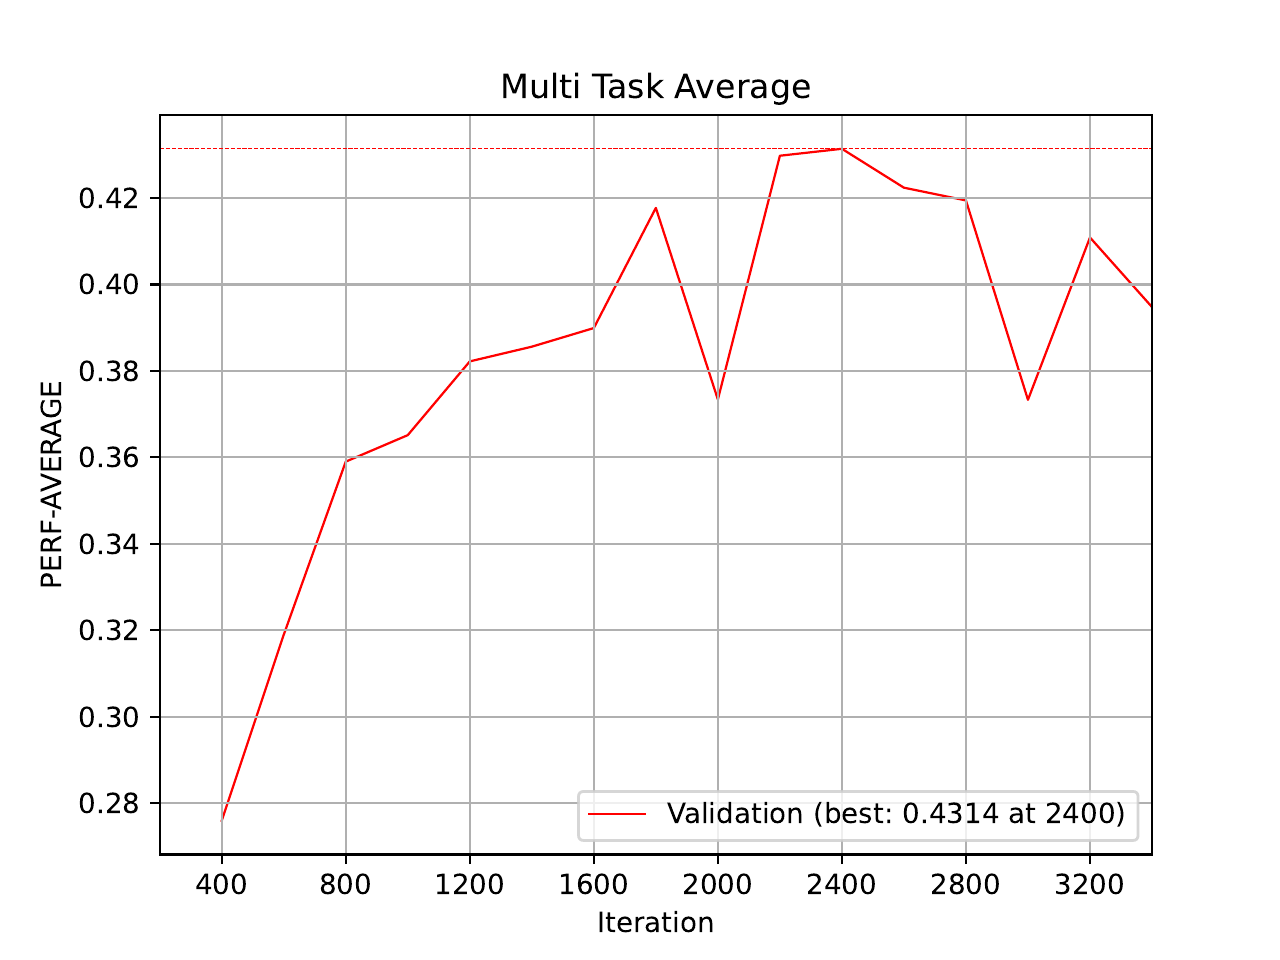 Multi Task Average
PERF-AVERAGE
0.42
0.40
0.38
0.36
0.34
0.32
0.30
0.28
Validation (best: 0.4314 at 2400)
400 800 1200 1600 2000 2400 2800 3200
Iteration